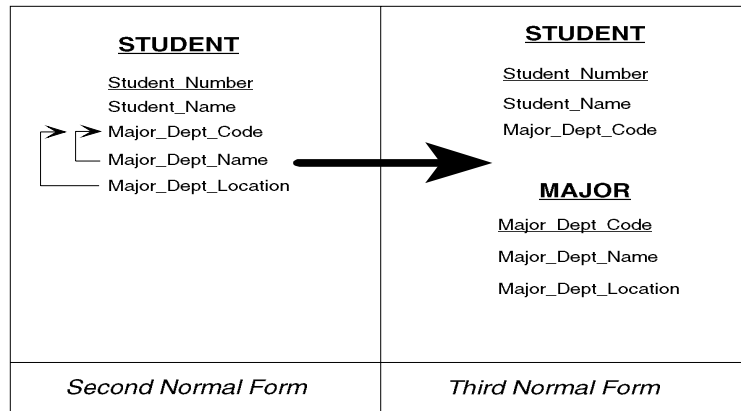 STUDENT
Student_Number
Student_Name
Major_Dept_Code
Major_Dept_Name
Major_Dept_Location
Second Normal Form
STUDENT
Student_Number
Student_Name
Major_Dept_Code
MAJOR
Major_Dept_Code
Major_Dept_Name
Major_Dept_Location
Third Normal Form